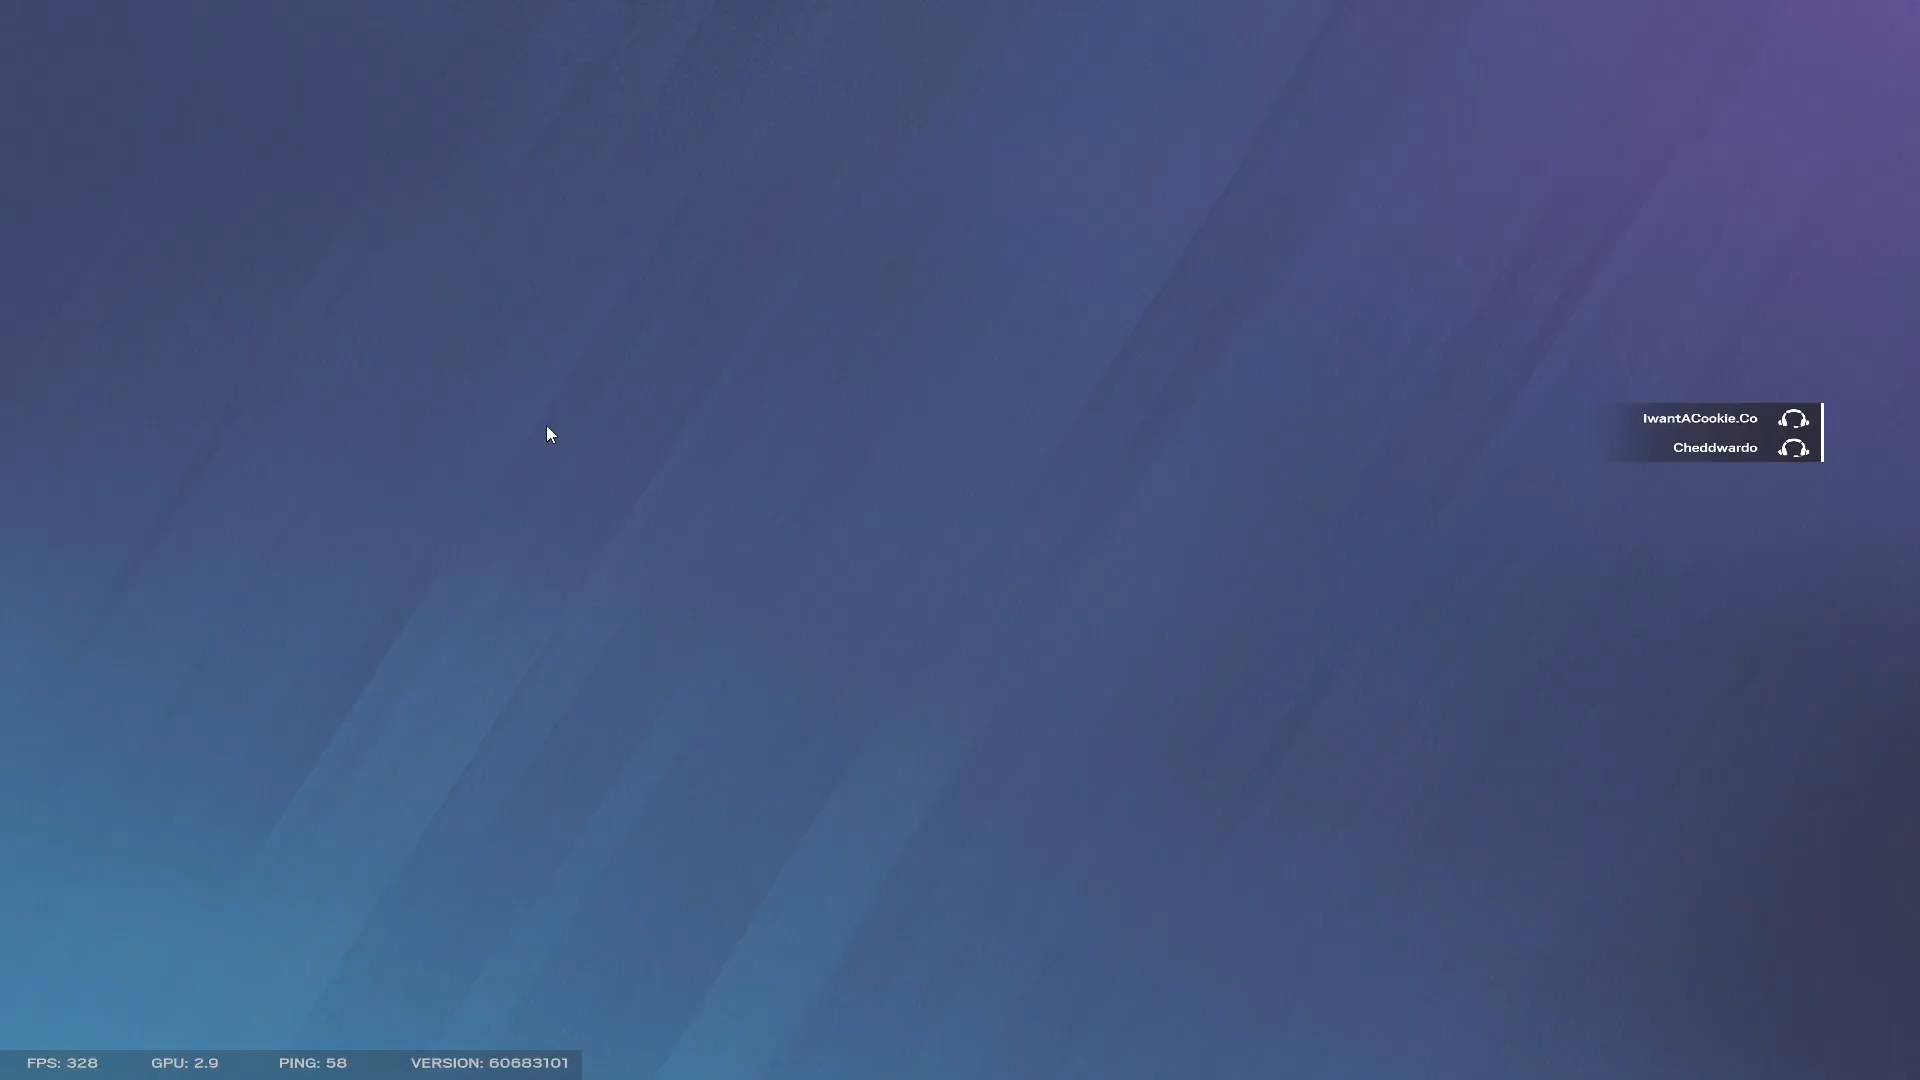 IwantACookie.Co
Cheddwardo
FPS: 328 GPU: 2.9 PING: 58 VERSION: 60683101